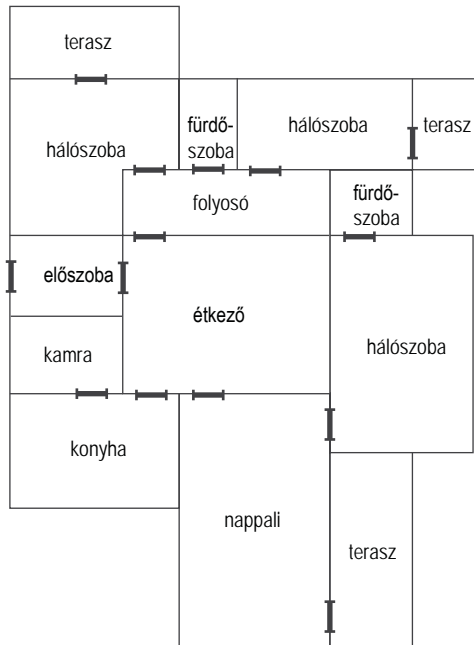 terasz
fürdő-
szoba
hálószoba
terasz
hálószoba
folyosó
fürdő-
szoba
előszoba
étkező
hálószoba
kamra
konyha
nappali
terasz